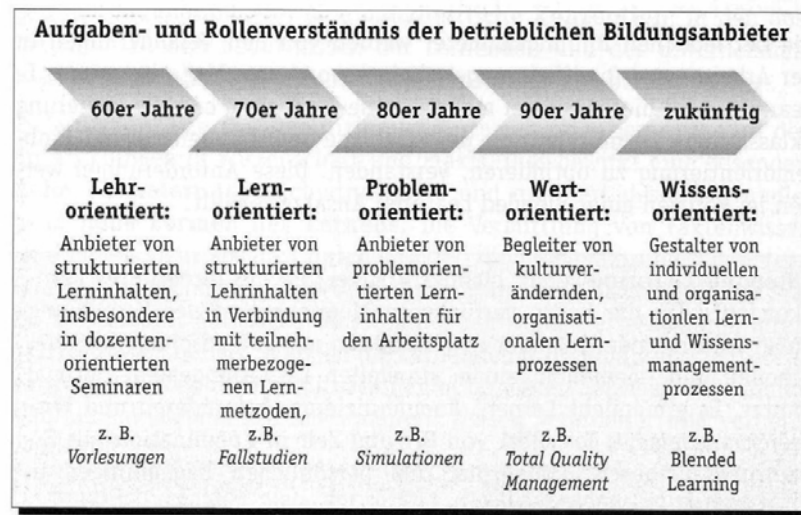 Aufgaben- und Rollenverständnis der betrieblichen Bildungsanbieter
60er Jahre
70er Jahre
80er Jahre
90er Jahre
zukünftig
Lehr-
orientiert:
Anbieter von
strukturierten
Lerninhalten,
insbesondere
in dozenten-
orientierten
Seminaren
z. B.
Vorlesungen
Lern-
orientiert:
Anbieter von
strukturierten
Lehrinhalten
in Verbindung
mit teilneh-
merbezoge-
nen Lern-
metzoden,
z. B.
Fallstudien
Problem-
orientiert:
Anbieter von
problemorien-
tierten Lern-
inhalten für
den Arbeitsplatz
z. B.
Simulationen
Wert-
orientiert:
Begleiter von
kulturver-
ändernden,
organisati-
onalen Lern-
prozessen
z. B.
Total Quality
Management
Wissens-
orientiert:
Gestalter von
individuellen
und organisa-
tionlen Lern-
und Wissens-
management-
prozessen
z.B.
Blended
Learning